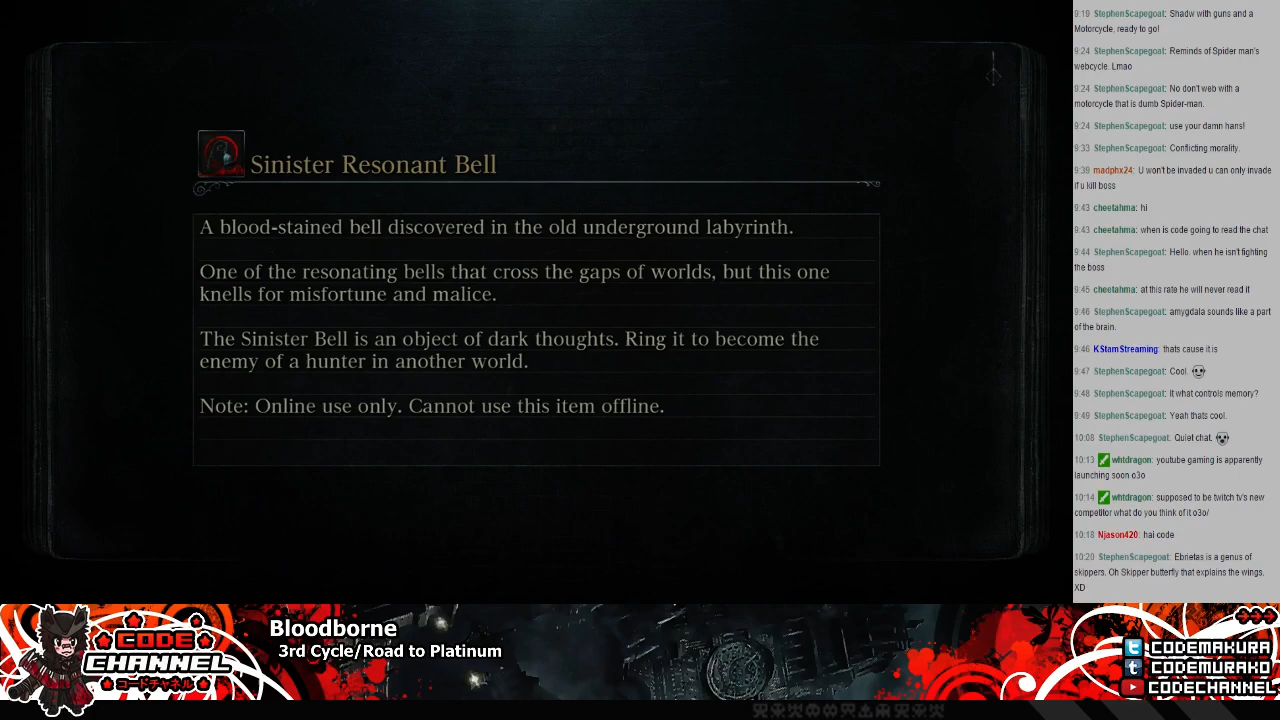 Sinister Resonant Bell
A blood-stained bell discovered in the old underground labyrinth.
One of the resonating bells that cross the gaps of worlds, but this one
knells for misfortune and malice.
The Sinister Bell is an object of dark thoughts. Ring it to become the
enemy of a hunter in another world.
Note: Online use only. Cannot use this item offline.
9:19 StephenScapegoat: Shadw with guns and a
Motorcycle, ready to go!
9:24 StephenScapegoat: Reminds of Spider man's
webcycle. Lmao
9:24 StephenScapegoat: No don't web with a
motorcycle that is dumb Spider-man.
9:24 StephenScapegoat: use your damn hans!
9:33 StephenScapegoat: Conflicting morality.
9:39 madphx24: U won't be invaded u can only invade
if u kill boss
9:43 cheetahma: hi
9:43 cheetahma: when is code going to read the chat
9:44 StephenScapegoat: Hello. when he isn't fighting
the boss
9:45 cheetahma: at this rate he will never read it
9:46 StephenScapegoat: amygdala sounds like a part
of the brain.
9:46 KStamStreaming: thats cause it is
9:47 StephenScapegoat: Cool.
9:48 StephenScapegoat: It what controls memory?
9:49 StephenScapegoat: Yeah thats cool.
10:08 StephenScapegoat: Quiet chat.
10:13 whtdragon: youtube gaming is apparently
launching soon o3o
10:14 whtdragon: supposed to be twitch tv's new
competitor what do you think of it o3o/
10:18 Njason420: hai code
10:20 StephenScapegoat: Ebrietas is a genus of
skippers. Oh Skipper butterfly that explains the wings.
XD
CODE
CHANNEL
コードチャネル
Bloodborne
3rd Cycle/Road to Platinum
CODEMAKURA
CODEMURAKO
CODECHANNEL